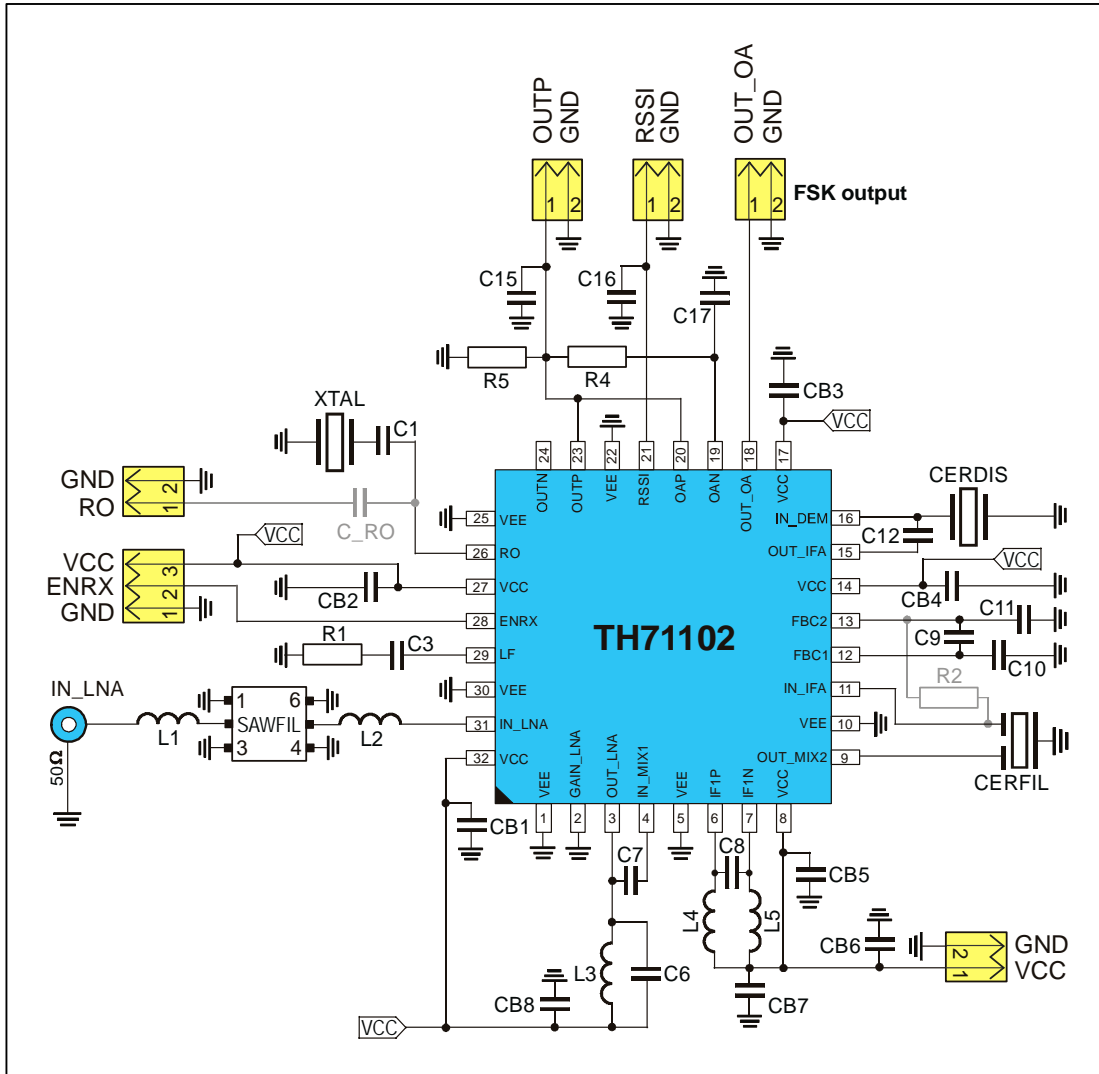 OUTP
GND
RSSI
GND
OUT_OA
GND
1 2
1 2
1 2
FSK output
C15
C16
C17
R5
R4
CB3
VCC
XTAL
C1
GND
RO
2
1
C_RO
VCC
VCC
ENRX
GND
3
2
1
CB2
R1
C3
IN_LNA
50Ω
L1
1 6
SAWFIL
3 4
L2
24 23 22 21 20 19 18 17
OUTN OUTP VEE RSSI OAP OAN OUT_OA VCC
25 VEE
26 RO
27 VCC
28 ENRX
29 LF
30 VEE
31 IN_LNA
32 VCC
TH71102
IN_DEM 16
OUT_IFA 15
VCC 14
FBC2 13
FBC1 12
IN_IFA 11
VEE 10
OUT_MIX2 9
VEE GAIN_LNA OUT_LNA IN_MIX1 VEE IF1P IF1N VCC
1 2 3 4 5 6 7 8
CERDIS
C12
VCC
CB4
C11
C9
C10
R2
CERFIL
CB1
C7
C8
CB5
L4
L5
CB6
GND
VCC
2
1
L3
C6
CB8
CB7
VCC